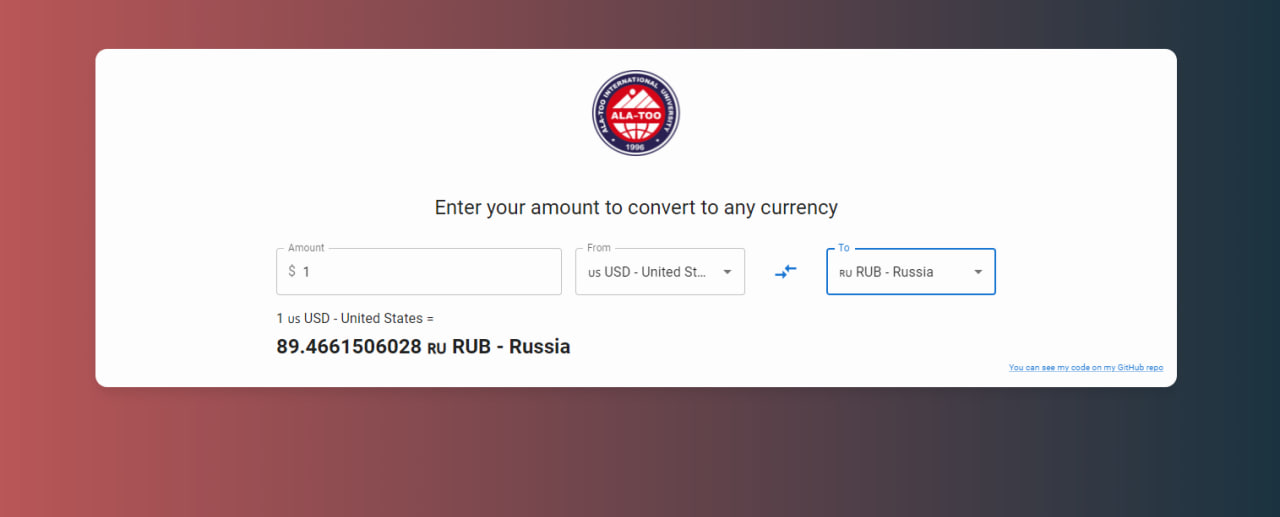 ALA-TOO INTERNATIONAL UNIVERSITY
ALA-TOO
1996
Enter your amount to convert to any currency
Amount
From
To
$ 1
us USD - United St...
RU RUB - Russia
1 us USD - United States =
89.4661506028 RU RUB - Russia
You can see my code on my GitHub repo